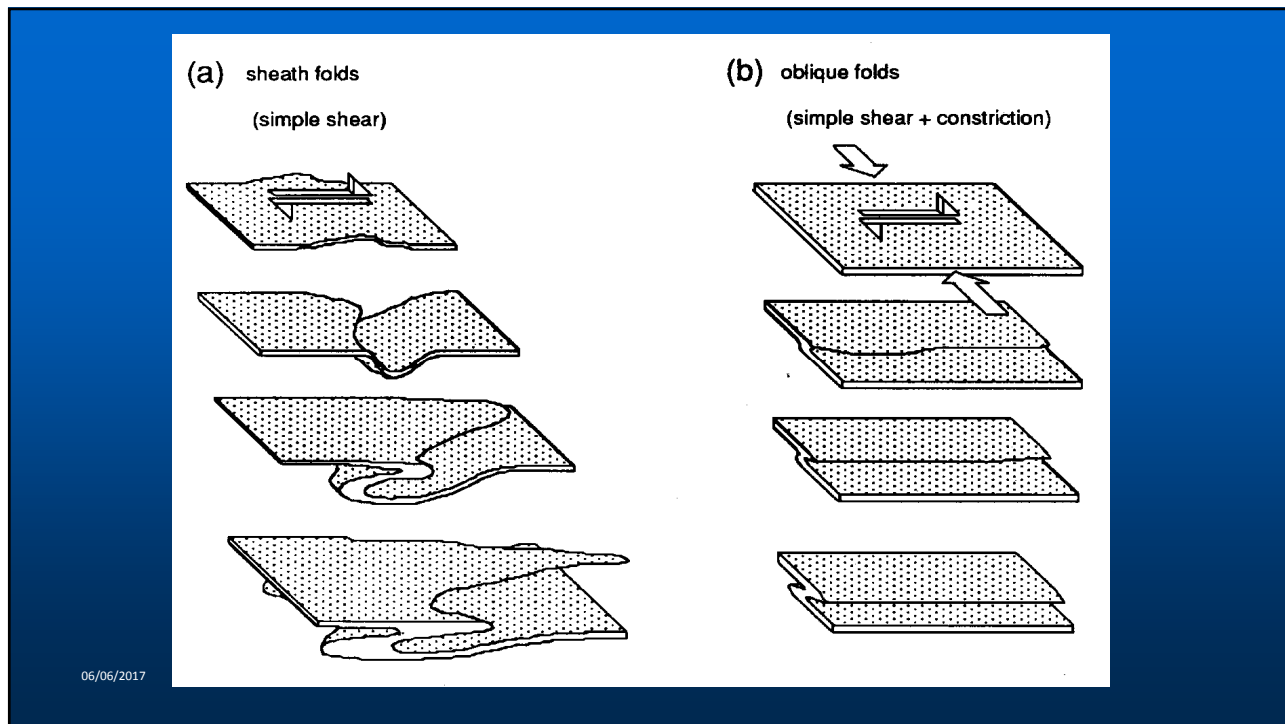 (a) sheath folds
(simple shear)
(b) oblique folds
(simple shear + constriction)
06/06/2017